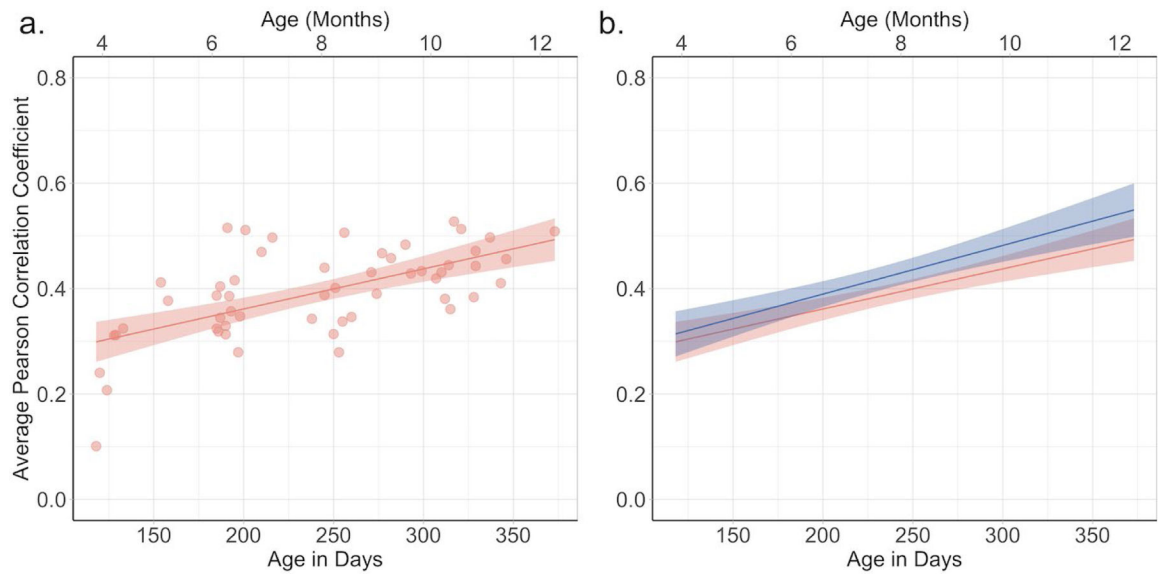 a.
Age (Months)
4 6 8 10 12
Average Pearson Correlation Coefficient
0.8
0.6
0.4
0.2
0.0
150 200 250 300 350
Age in Days
b.
Age (Months)
4 6 8 10 12
0.8
0.6
0.4
0.2
0.0
150 200 250 300 350
Age in Days